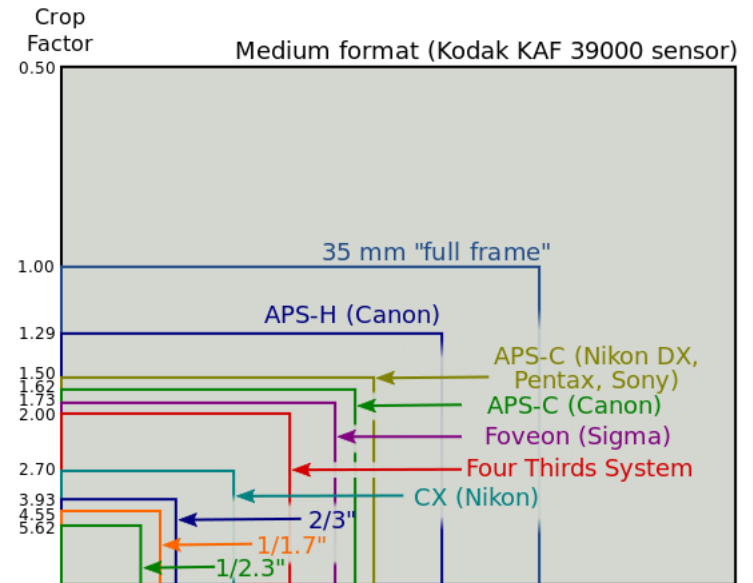 Crop
Factor
Medium format (Kodak KAF 39000 sensor)
0.50
35 mm "full frame"
1.00
APS-H (Canon)
1.29
APS-C (Nikon DX,
Pentax, Sony)
1.50
1.62
APS-C (Canon)
1.73
2.00
Foveon (Sigma)
Four Thirds System
2.70
CX (Nikon)
3.93
2/3"
4.55
5.62
1/1.7"
1/2.3"